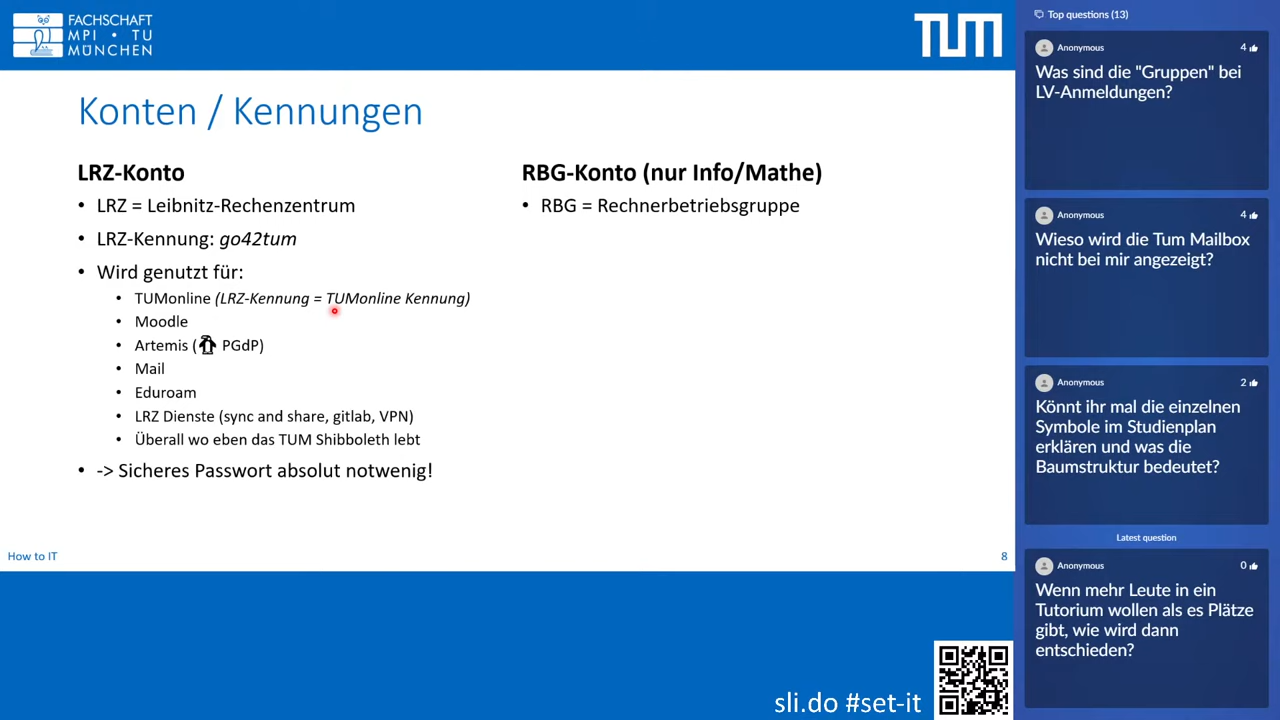 FACHSCHAFT
MPI • TU
MÜNCHEN
TUM
Konten / Kennungen
LRZ-Konto
• LRZ = Leibnitz-Rechenzentrum
• LRZ-Kennung: go42tum
• Wird genutzt für:
• TUMonline (LRZ-Kennung = TUMonline Kennung)
• Moodle
• Artemis ( PGdP)
• Mail
• Eduroam
• LRZ Dienste (sync and share, gitlab, VPN)
• Überall wo eben das TUM Shibboleth lebt
• -> Sicheres Passwort absolut notwenig!
RBG-Konto (nur Info/Mathe)
• RBG = Rechnerbetriebsgruppe
How to IT
8
sli.do #set-it
Top questions (13)
Anonymous
4
Was sind die "Gruppen" bei
LV-Anmeldungen?
Anonymous
4
Wieso wird die Tum Mailbox
nicht bei mir angezeigt?
Anonymous
2
Könnt ihr mal die einzelnen
Symbole im Studienplan
erklären und was die
Baumstruktur bedeutet?
Latest question
Anonymous
0
Wenn mehr Leute in ein
Tutorium wollen als es Plätze
gibt, wie wird dann
entschieden?